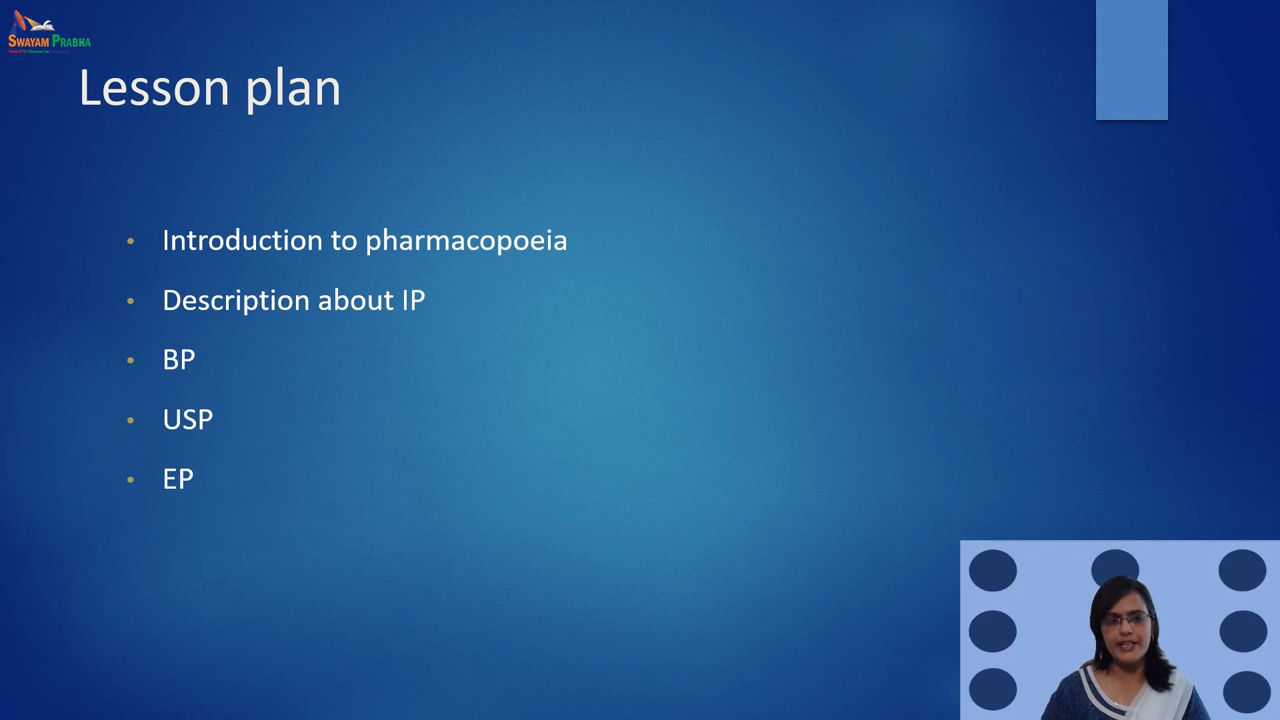 SWAYAM PRABHA
Lesson plan
Introduction to pharmacopoeia
Description about IP
BP
USP
EP